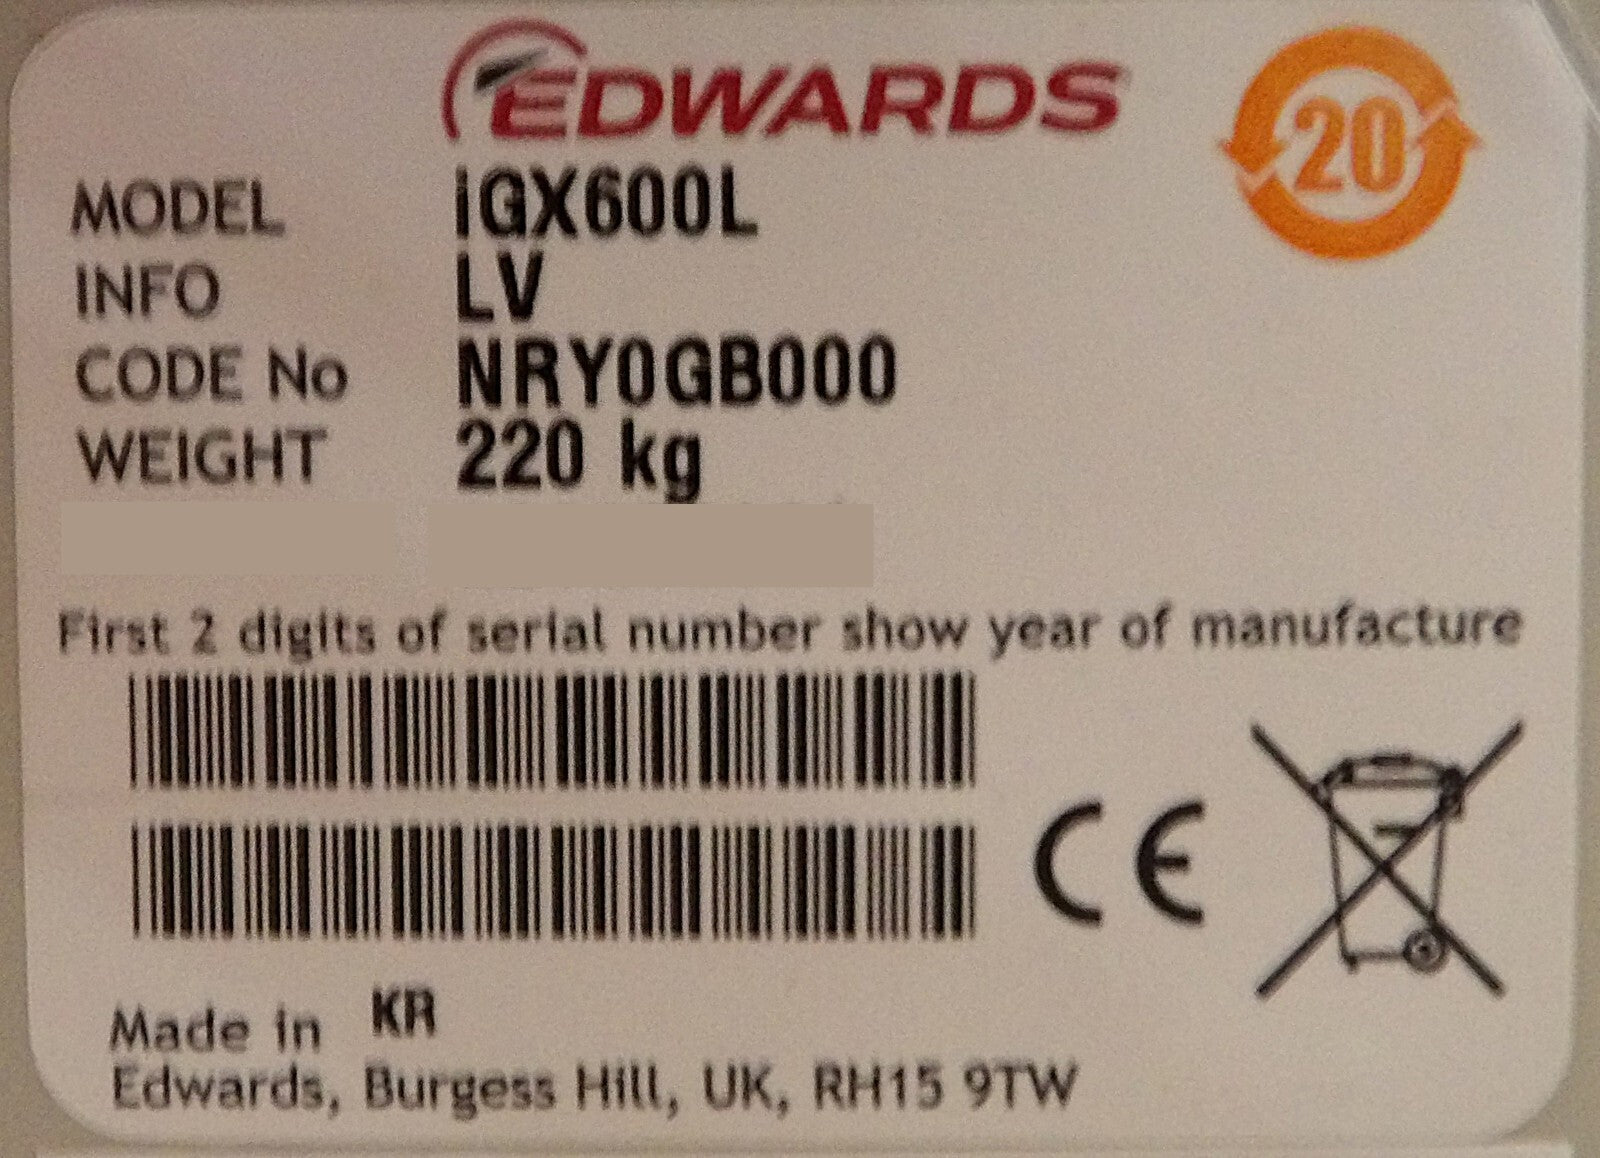 EDWARDS
20
MODEL iGX600L
INFO LV
CODE No NRY0GB000
WEIGHT 220 kg
First 2 digits of serial number show year of manufacture
CE
Made in KR
Edwards, Burgess Hill, UK, RH15 9TW